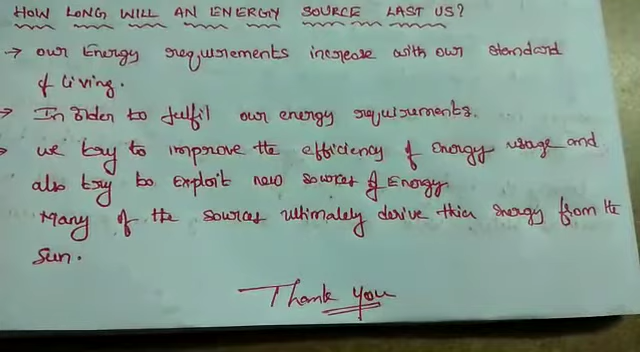 HOW LONG WILL AN ENERGY SOURCE LAST US?
→ Our Energy requirements increase with our standard
of living.
→ In order to fulfil our energy requirements.
→ we try to improve the efficiency of energy usage and
also try to exploit new sources of Energy.
Many of the sources ultimately derive their energy from the
Sun.
Thank you